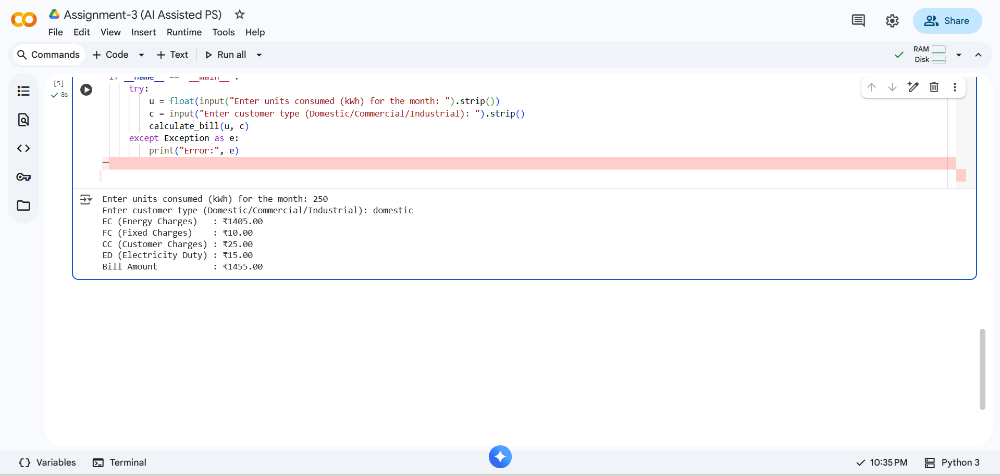 Assignment-3 (AI Assisted PS)
File Edit View Insert Runtime Tools Help
Share
Commands + Code + Text Run all
RAM
Disk
[5]
8s
if __name__ == "__main__":
try:
u = float(input("Enter units consumed (kWh) for the month: ").strip())
c = input("Enter customer type (Domestic/Commercial/Industrial): ").strip()
calculate_bill(u, c)
except Exception as e:
print("Error:", e)
Enter units consumed (kWh) for the month: 250
Enter customer type (Domestic/Commercial/Industrial): domestic
EC (Energy Charges)   : ₹1405.00
FC (Fixed Charges)    : ₹10.00
CC (Customer Charges) : ₹25.00
ED (Electricity Duty) : ₹15.00
Bill Amount           : ₹1455.00
Variables Terminal
10:35 PM Python 3